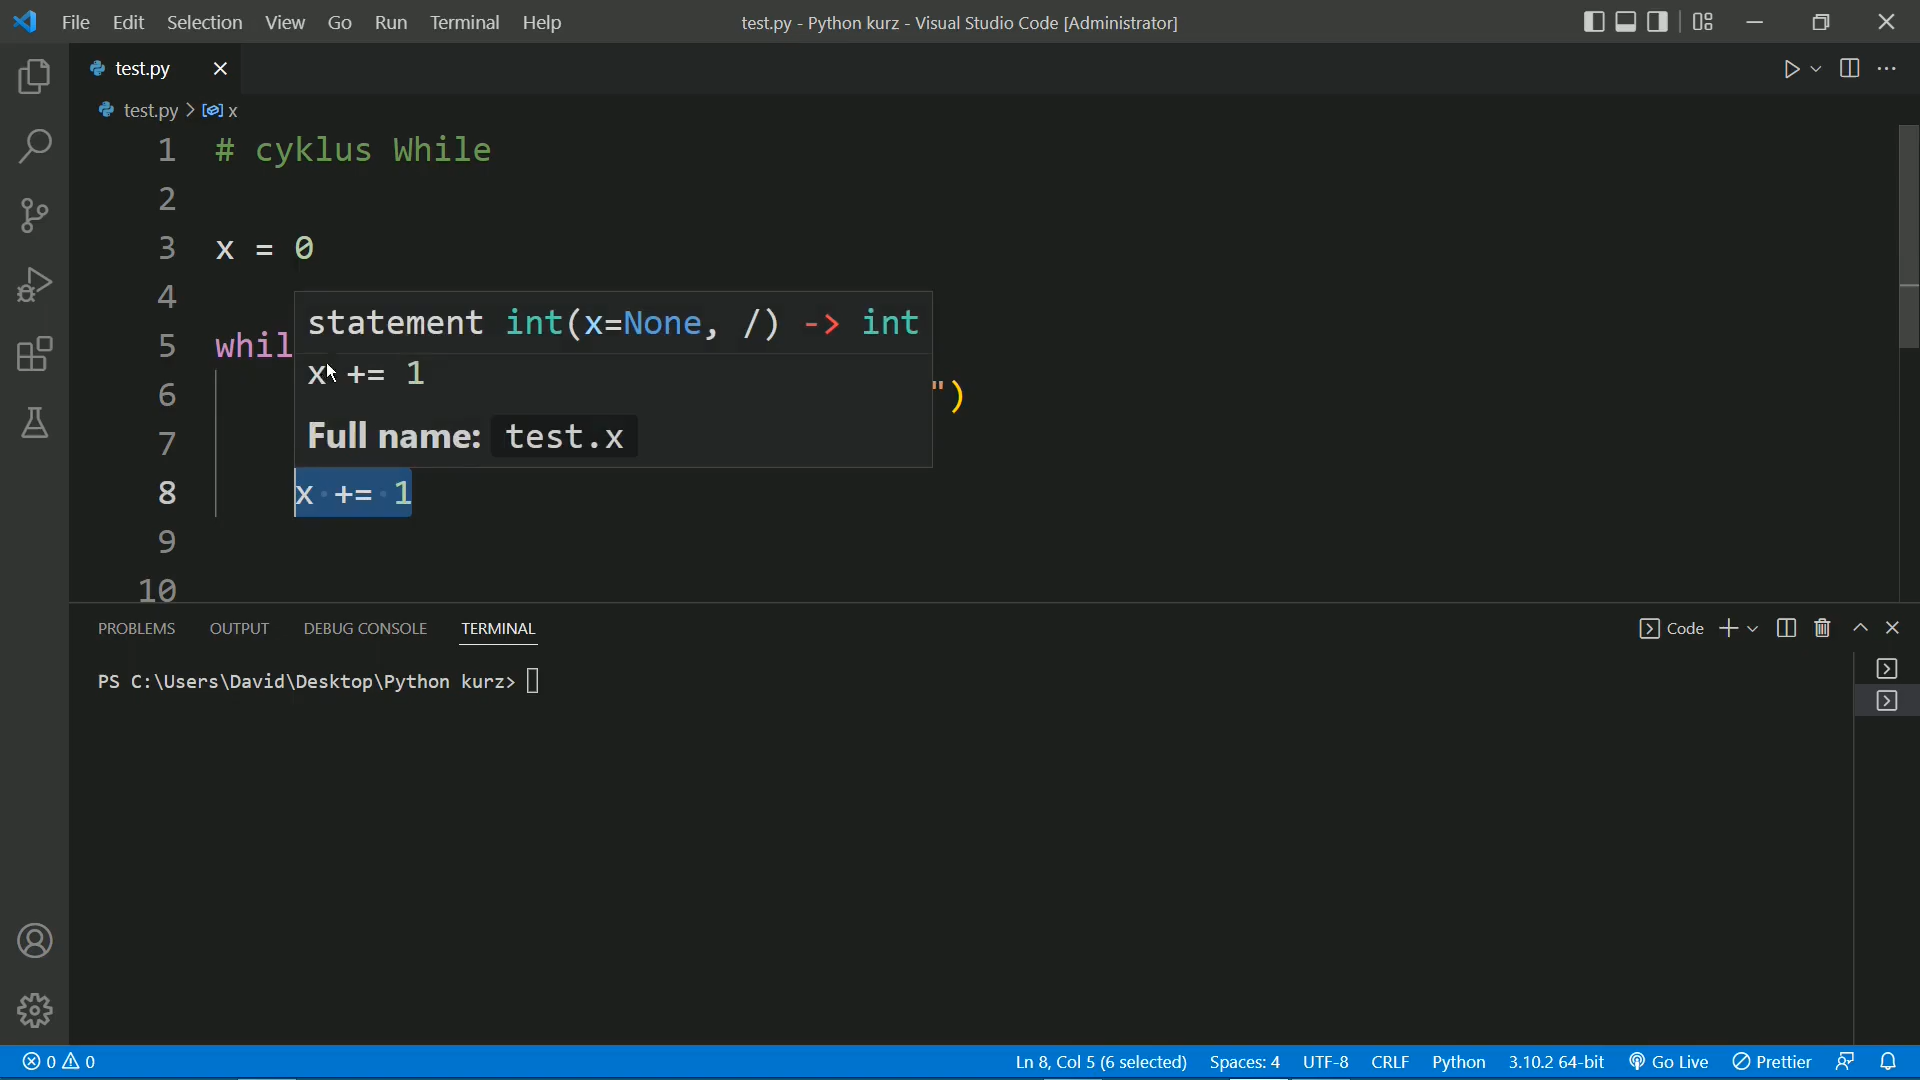 File Edit Selection View Go Run Terminal Help
test.py - Python kurz - Visual Studio Code [Administrator]
test.py
test.py > x
1 # cyklus While
2
3 x = 0
4
statement int(x=None, /) -> int
5 whil
x += 1
6 ")
Full name: test.x
7
8 x += 1
9
10
PROBLEMS OUTPUT DEBUG CONSOLE TERMINAL
Code
PS C:\Users\David\Desktop\Python kurz>
0 0 Ln 8, Col 5 (6 selected) Spaces: 4 UTF-8 CRLF Python 3.10.2 64-bit Go Live Prettier